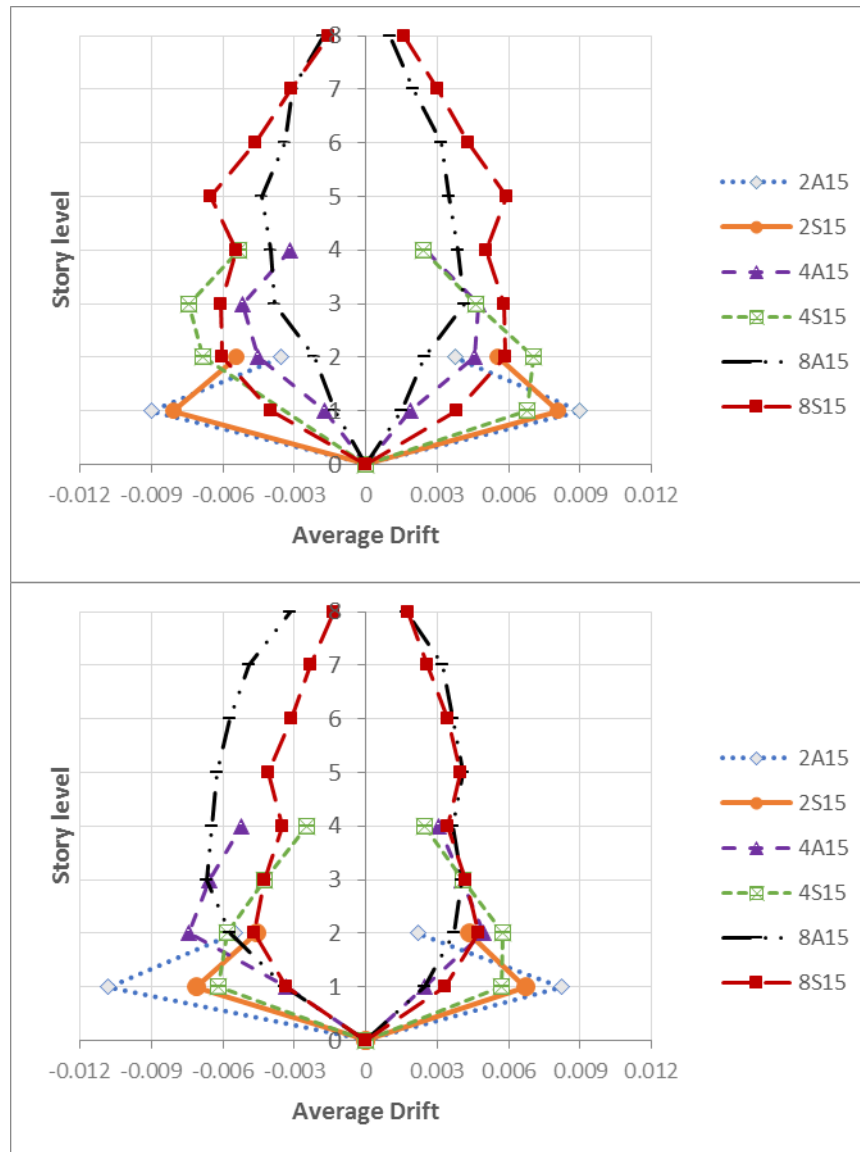 8
7
6
5
4
3
2
1
0
-0.012 -0.009 -0.006 -0.003 0 0.003 0.006 0.009 0.012
Story level
Average Drift
2A15
2S15
4A15
4S15
8A15
8S15
8
7
6
5
4
3
2
1
0
-0.012 -0.009 -0.006 -0.003 0 0.003 0.006 0.009 0.012
Story level
Average Drift
2A15
2S15
4A15
4S15
8A15
8S15